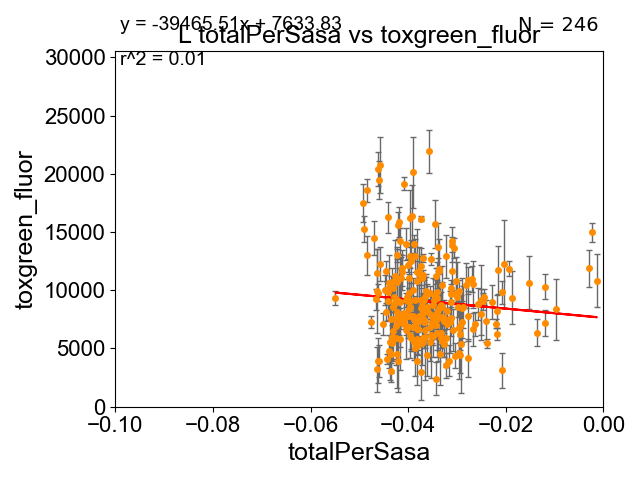 y = -39465.51x + 7633.83
N = 246
L totalPerSasa vs toxgreen_fluor
r^2 = 0.01
30000
25000
20000
15000
10000
5000
0
toxgreen_fluor
−0.10 −0.08 −0.06 −0.04 −0.02 0.00
totalPerSasa